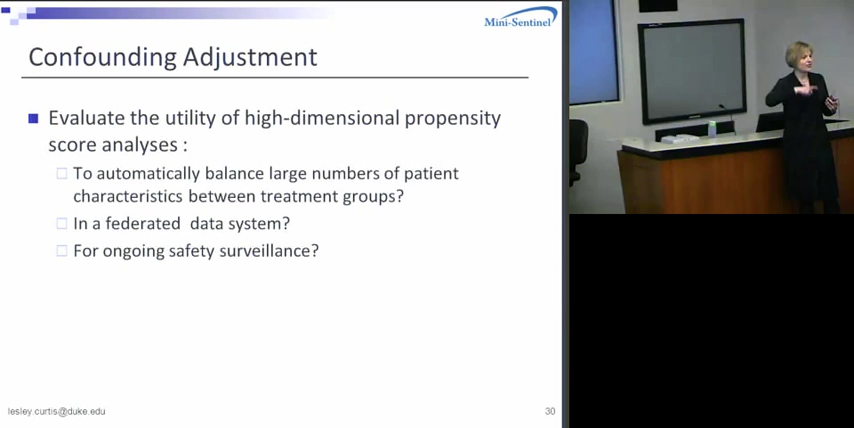 Mini-Sentinel
Confounding Adjustment
Evaluate the utility of high-dimensional propensity
score analyses :
To automatically balance large numbers of patient
characteristics between treatment groups?
In a federated data system?
For ongoing safety surveillance?
lesley.curtis@duke.edu
30